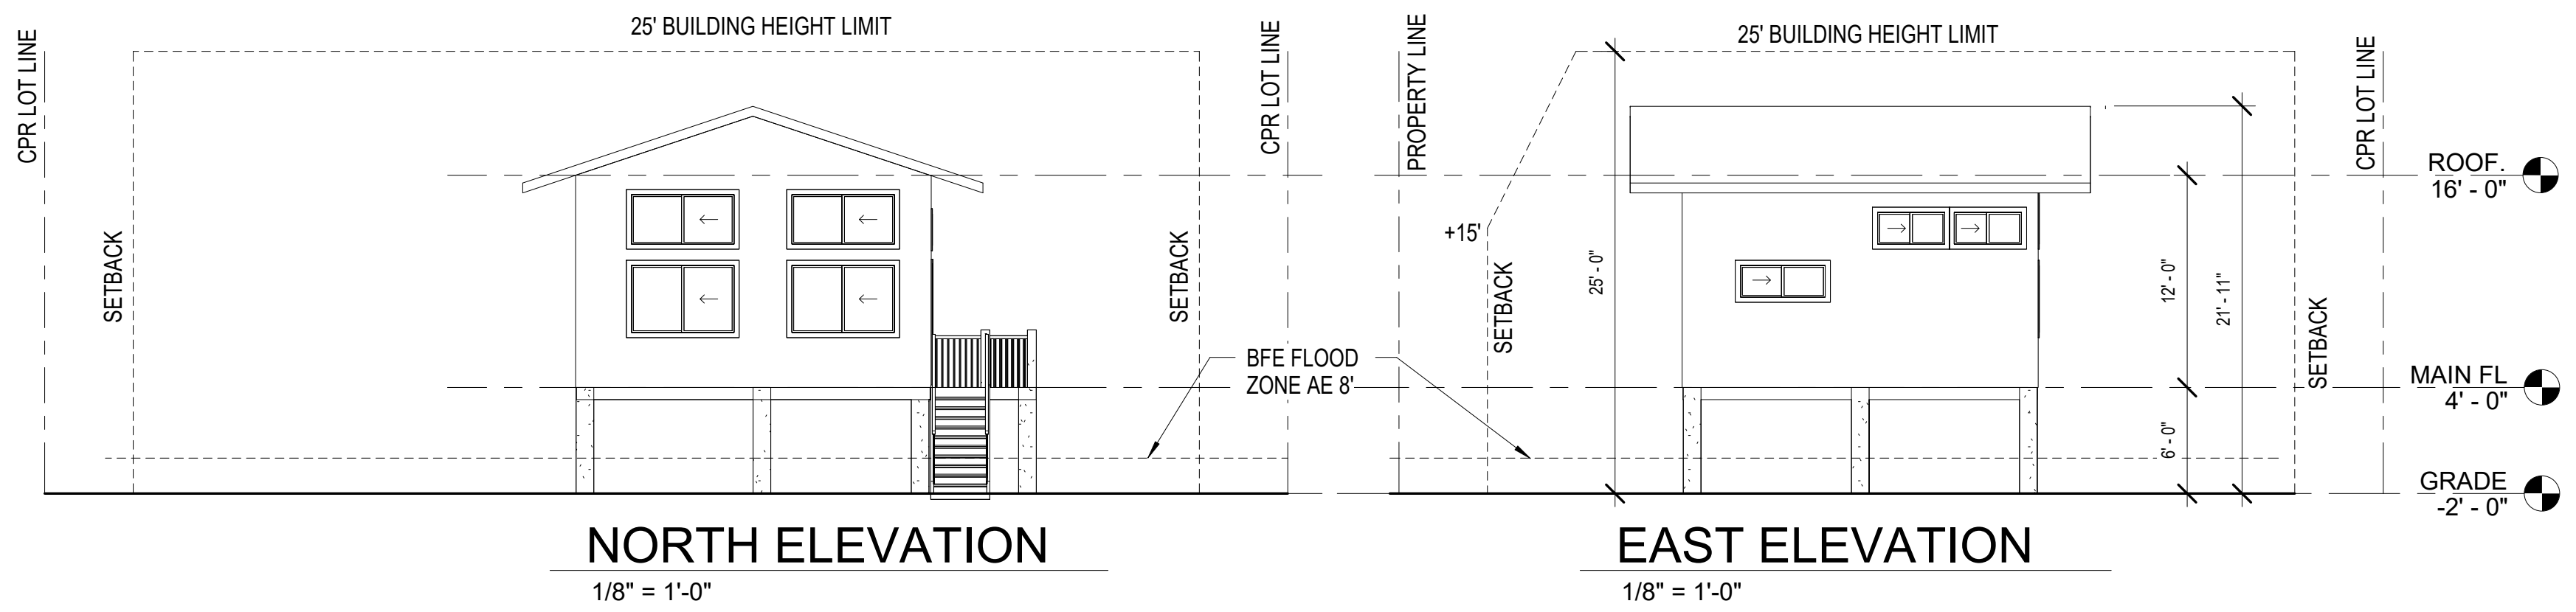 25' BUILDING HEIGHT LIMIT
CPR LOT LINE
SETBACK
SETBACK
CPR LOT LINE
BFE FLOOD
ZONE AE 8'
NORTH ELEVATION
1/8" = 1'-0"
PROPERTY LINE
25' BUILDING HEIGHT LIMIT
+15'
SETBACK
25' - 0"
12' - 0"
21' - 11"
6' - 0"
SETBACK
CPR LOT LINE
ROOF.
16' - 0"
MAIN FL
4' - 0"
GRADE
-2' - 0"
EAST ELEVATION
1/8" = 1'-0"